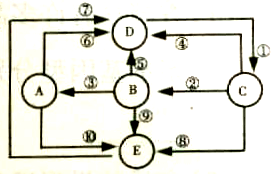 ⑦
D
①
⑥
④
⑤
A
③
B
②
C
⑨
⑩
E
⑧